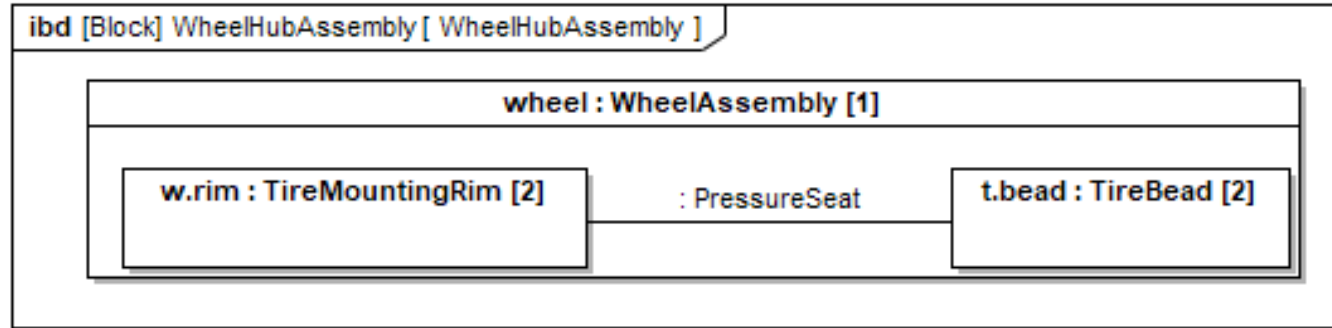 ibd [Block] WheelHubAssembly [ WheelHubAssembly ]
wheel : WheelAssembly [1]
w.rim : TireMountingRim [2]
: PressureSeat
t.bead : TireBead [2]